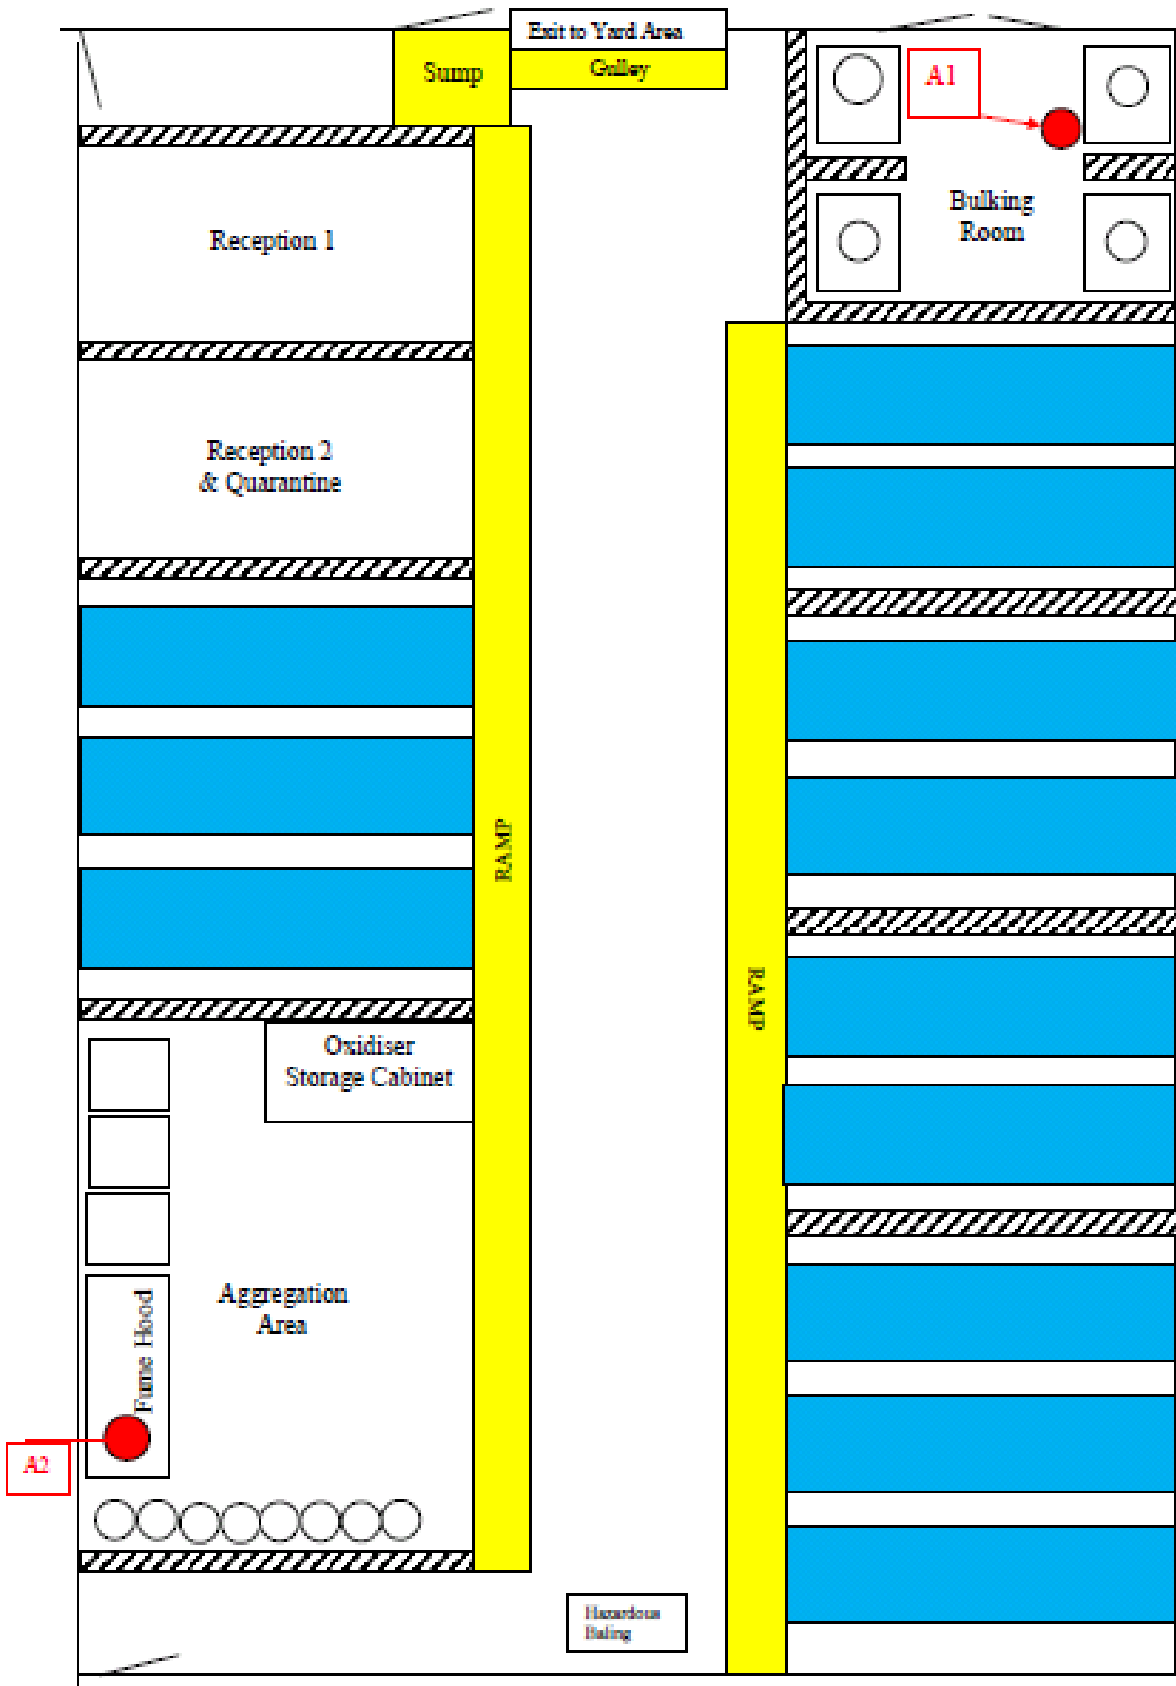 Exit to Yard Area
Gulley
Sump
A1
Bulking
Room
Reception 1
Reception 2
& Quarantine
RAMP
RAMP
Oxidiser
Storage Cabinet
Aggregation
Area
Fume Hood
A2
Hazardous
Baling